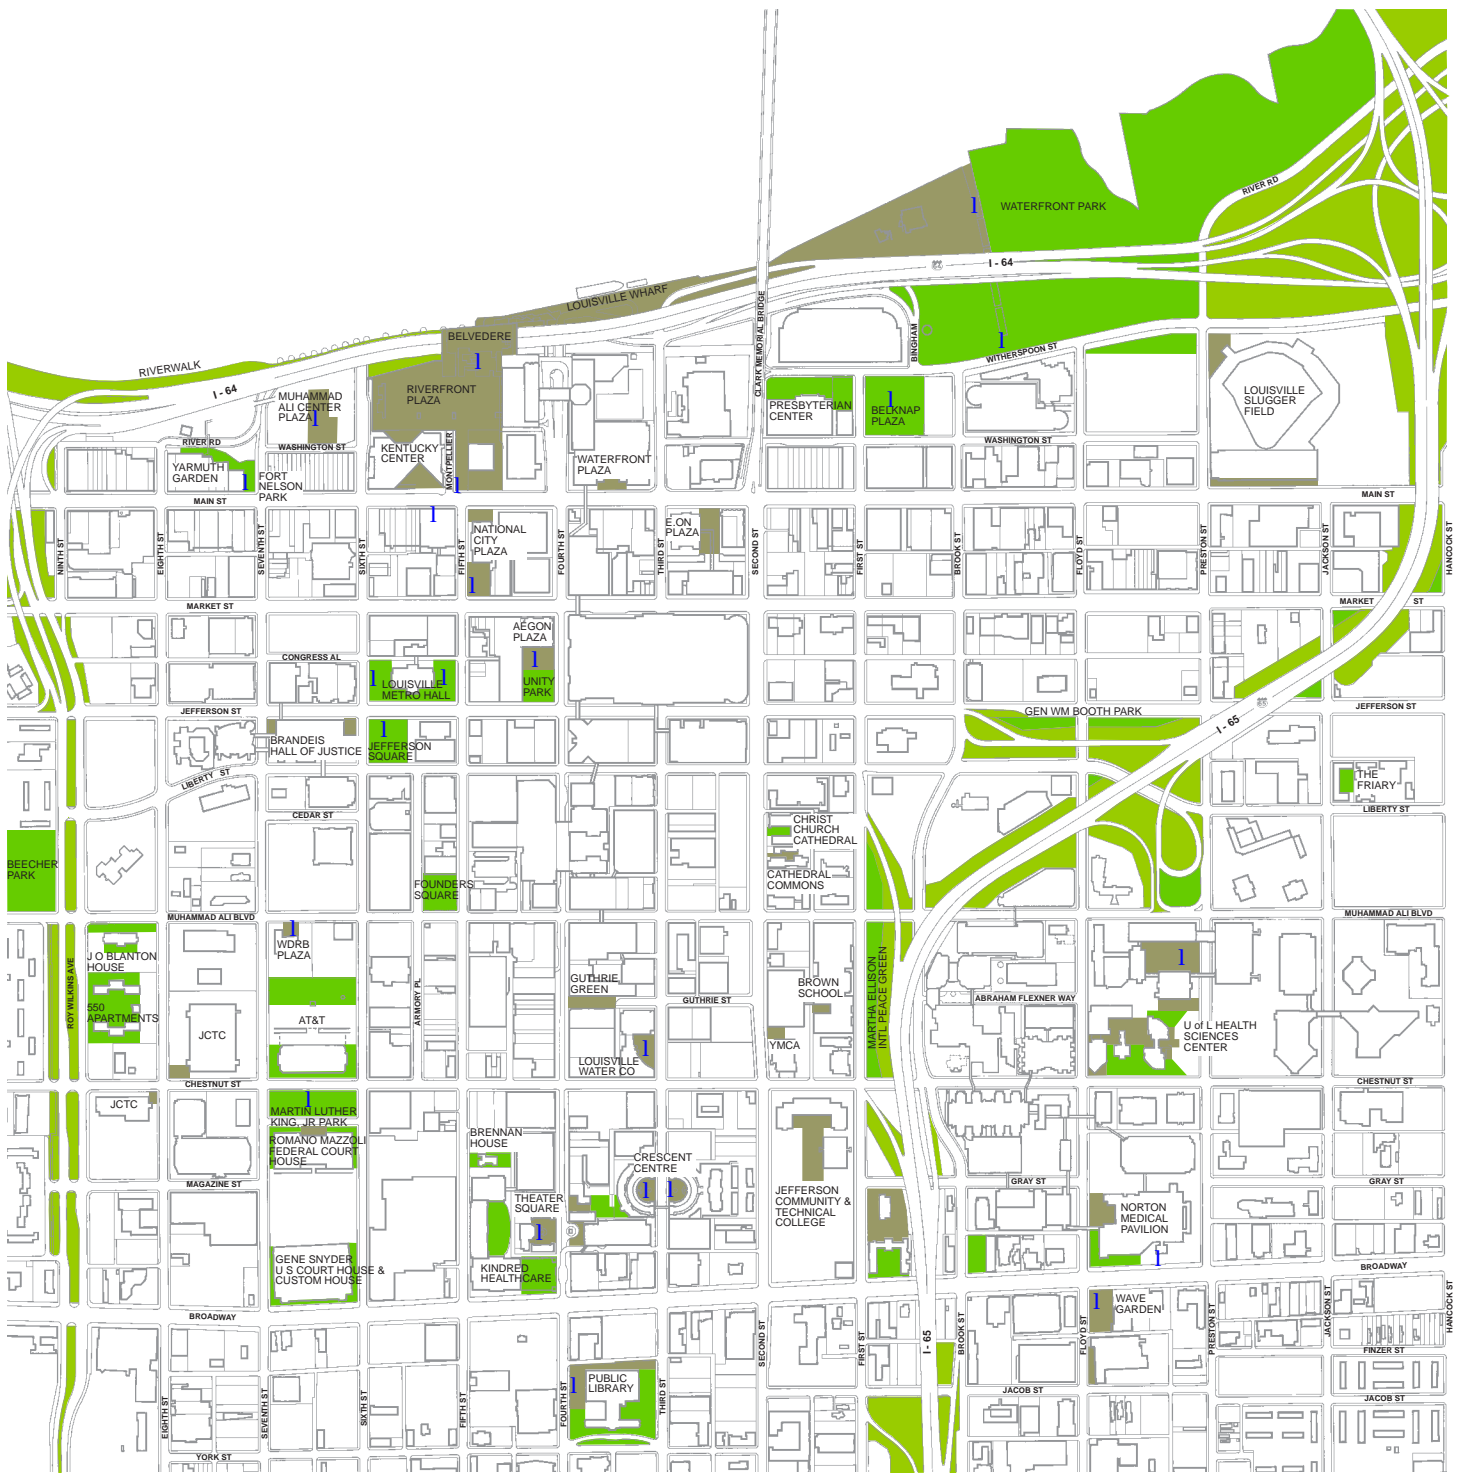 RIVER RD
WATERFRONT PARK
l
I - 64
LOUISVILLE WHARF
CLARK MEMORIAL BRIDGE
BINGHAM
WITHERSPOON ST
l
BELVEDERE
l
RIVERWALK
I - 64
RIVERFRONT
PLAZA
MUHAMMAD
ALI CENTER
PLAZA
l
PRESBYTERIAN
CENTER
l
BELKNAP
PLAZA
LOUISVILLE
SLUGGER
FIELD
RIVER RD
WASHINGTON ST
WASHINGTON ST
KENTUCKY
CENTER
MONTPELLIER
l
WATERFRONT
PLAZA
YARMUTH
GARDEN
l
FORT
NELSON
PARK
MAIN ST
MAIN ST
l
NATIONAL
CITY
PLAZA
l
E.ON
PLAZA
NINTH ST
EIGHTH ST
SEVENTH ST
SIXTH ST
FIFTH ST
FOURTH ST
THIRD ST
SECOND ST
FIRST ST
BROOK ST
FLOYD ST
PRESTON ST
JACKSON ST
HANCOCK ST
MARKET ST
MARKET ST
AEGON
PLAZA
l
UNITY
PARK
CONGRESS AL
l
l
LOUISVILLE
METRO HALL
JEFFERSON ST
JEFFERSON ST
GEN WM BOOTH PARK
I - 65
BRANDEIS
HALL OF JUSTICE
l
JEFFERSON
SQUARE
LIBERTY ST
THE
FRIARY
LIBERTY ST
CEDAR ST
CHRIST
CHURCH
CATHEDRAL
CATHEDRAL
COMMONS
BEECHER
PARK
FOUNDERS
SQUARE
MUHAMMAD ALI BLVD
MUHAMMAD ALI BLVD
l
WDRB
PLAZA
J O BLANTON
HOUSE
550
APARTMENTS
ROY WILKINS AVE
JCTC
AT&T
ARMORY PL
GUTHRIE
GREEN
GUTHRIE ST
BROWN
SCHOOL
YMCA
MARTHA ELLISON
INTL PEACE GREEN
ABRAHAM FLEXNER WAY
l
U of L HEALTH
SCIENCES
CENTER
l
LOUISVILLE
WATER CO
CHESTNUT ST
CHESTNUT ST
JCTC
l
MARTIN LUTHER
KING, JR PARK
ROMANO MAZZOLI
FEDERAL COURT
HOUSE
BRENNAN
HOUSE
CRESCENT
CENTRE
l
l
JEFFERSON
COMMUNITY &
TECHNICAL
COLLEGE
MAGAZINE ST
GRAY ST
GRAY ST
THEATER
SQUARE
l
NORTON
MEDICAL
PAVILION
l
GENE SNYDER
U S COURT HOUSE &
CUSTOM HOUSE
KINDRED
HEALTHCARE
BROADWAY
BROADWAY
l
WAVE
GARDEN
EIGHTH ST
SEVENTH ST
SIXTH ST
FIFTH ST
FOURTH ST
THIRD ST
SECOND ST
FIRST ST
I - 65
BROOK ST
FLOYD ST
PRESTON ST
JACKSON ST
HANCOCK ST
FINZER ST
l
PUBLIC
LIBRARY
JACOB ST
JACOB ST
YORK ST